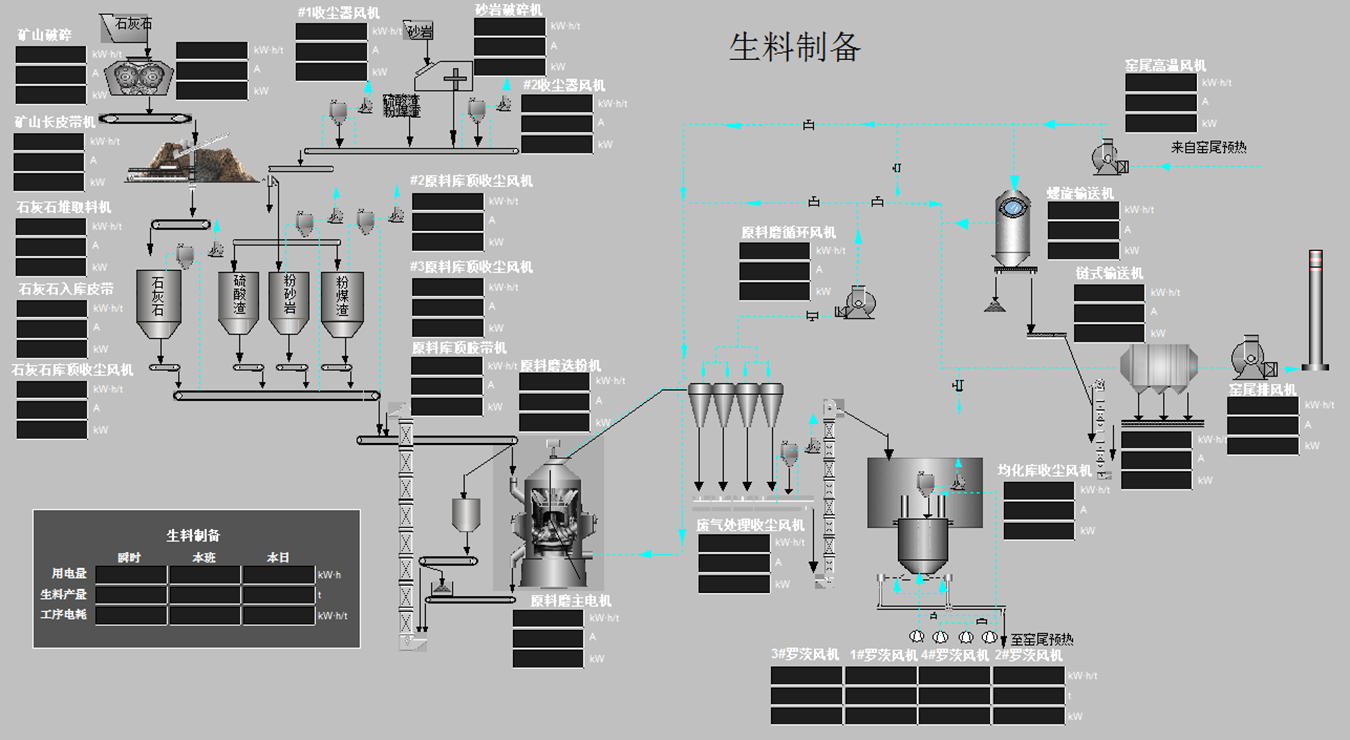 生料制备
石灰石
矿山破碎
kW·h/t
A
kW
kW·h/t
A
kW
#1收尘器风机
kW·h/t
A
kW
砂岩
砂岩破碎机
kW·h/t
A
kW
#2收尘器风机
kW·h/t
A
kW
硫酸渣
粉煤渣
矿山长皮带机
kW·h/t
A
kW
石灰石堆取料机
kW·h/t
A
kW
石灰石入库皮带
kW·h/t
A
kW
石灰石库顶收尘风机
kW·h/t
A
kW
石灰石
硫酸渣
粉砂岩
粉煤渣
#2原料库顶收尘风机
kW·h/t
A
kW
#3原料库顶收尘风机
kW·h/t
A
kW
原料库顶胶带机
kW·h/t
A
kW
原料磨选粉机
kW·h/t
A
kW
原料磨主电机
kW·h/t
A
kW
原料磨循环风机
kW·h/t
A
kW
窑尾高温风机
kW·h/t
A
kW
来自窑尾预热
螺旋输送机
kW·h/t
A
kW
链式输送机
kW·h/t
A
kW
窑尾排风机
kW·h/t
A
kW
kW·h/t
A
kW
均化库收尘风机
kW·h/t
A
kW
废气处理收尘风机
kW·h/t
A
kW
至窑尾预热
3#罗茨风机 1#罗茨风机 4#罗茨风机 2#罗茨风机
kW·h/t
t
kW
生料制备
瞬时 本班 本日
用电量 kW·h
生料产量 t
工序电耗 kW·h/t